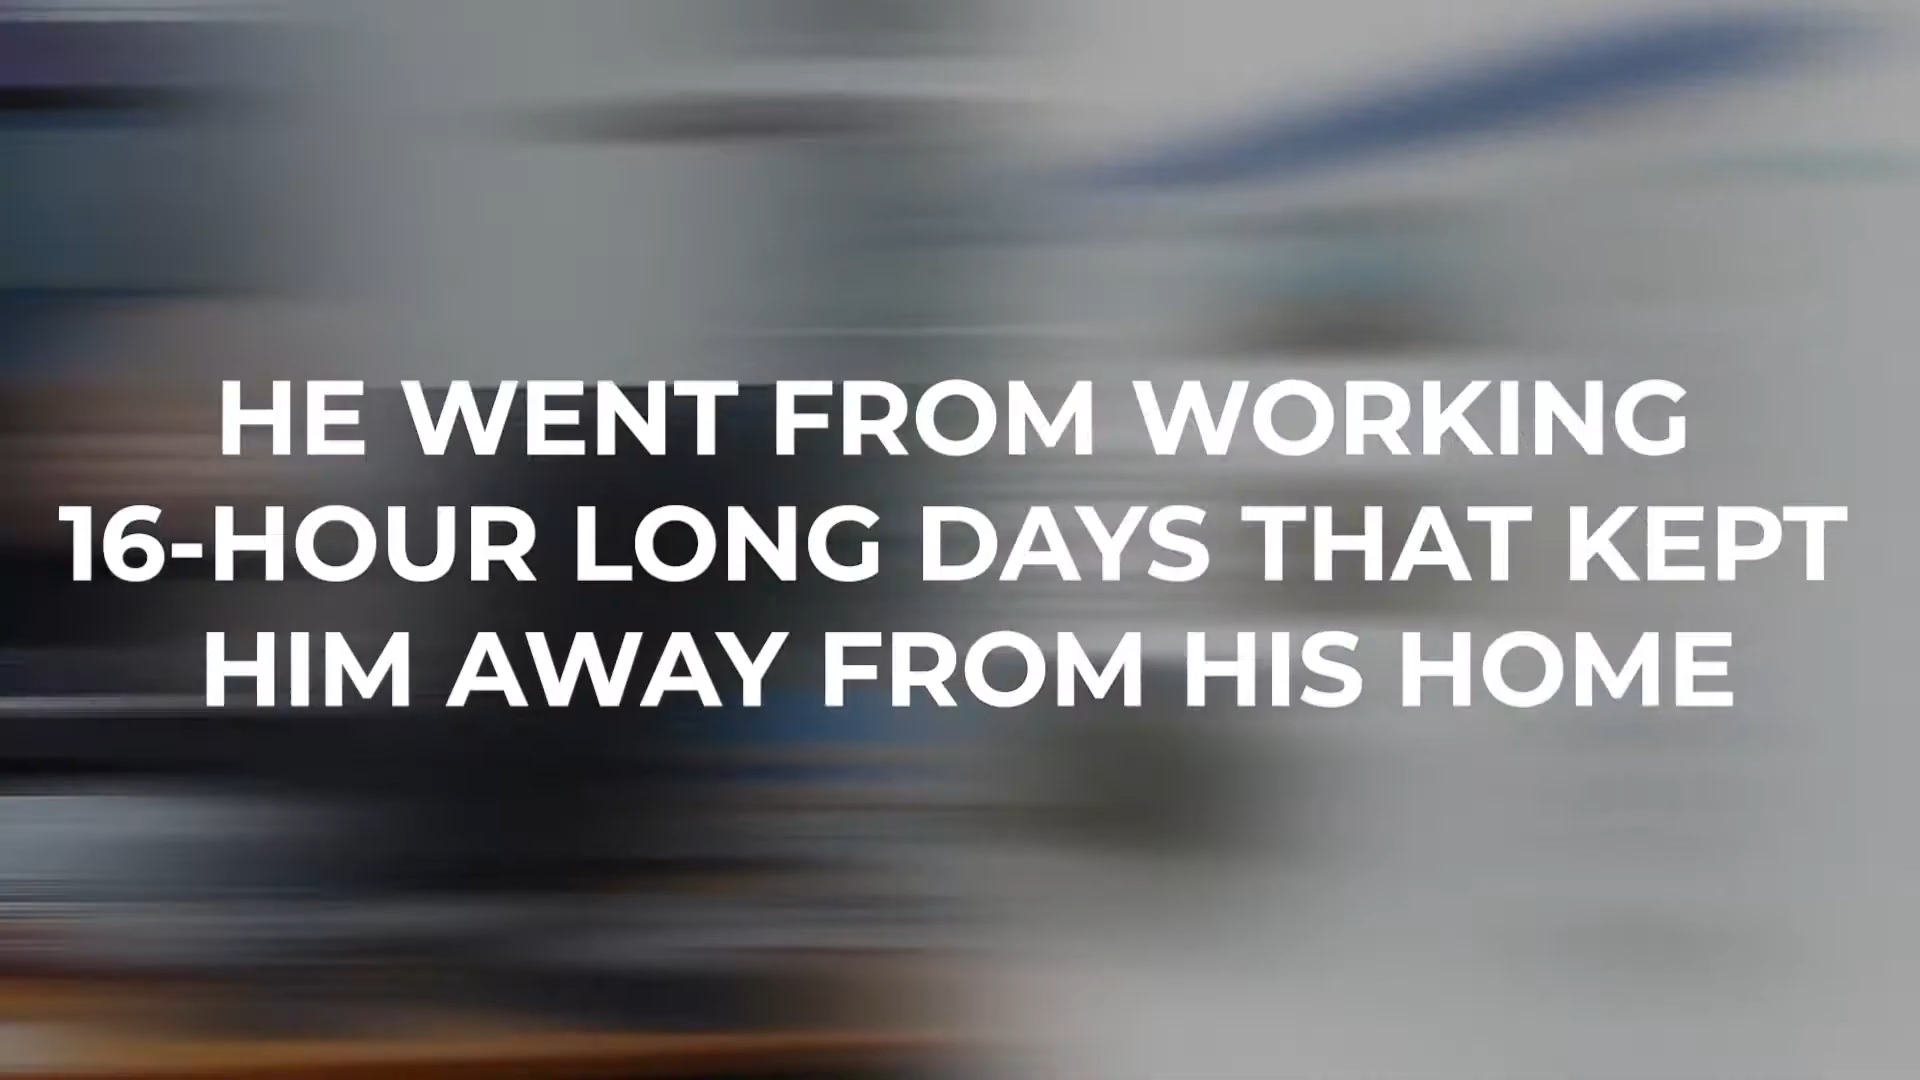 HE WENT FROM WORKING
16-HOUR LONG DAYS THAT KEPT
HIM AWAY FROM HIS HOME